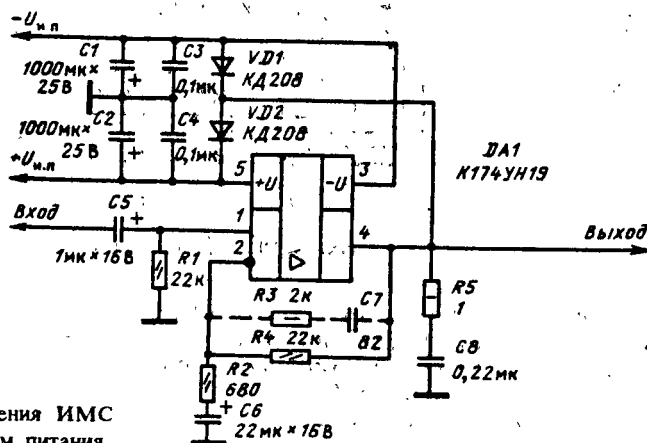 −Uи.п
C1
1000мк×
25В
+
C3
0,1мк
VD1
КД208
C2
1000мк×
25В
+
C4
0,1мк
VD2
КД208
+Uи.п
5
+U
-U
3
DA1
К174УН19
Вход
C5
+
1мк×16В
1
2
4
Выход
R1
22к
R3
2к
C7
82
R4
22к
R5
1
C8
0,22мк
R2
680
+
C6
22мк×16В
ения ИМС
м питания